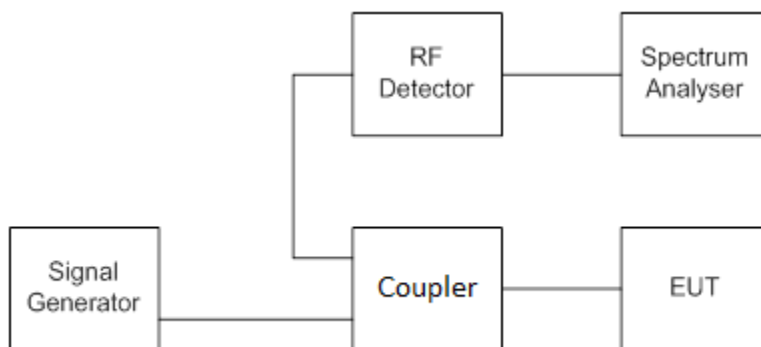 RF
Detector
Spectrum
Analyser
Signal
Generator
Coupler
EUT